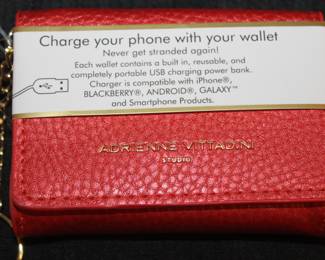 Charge your phone with your wallet
Never get stranded again!
Each wallet contains a built in, reusable, and
completely portable USB charging power bank.
Charger is compatible with iPhone®,
BLACKBERRY®, ANDROID®, GALAXY™
and Smartphone Products.
ADRIENNE VITTADINI
STUDIO